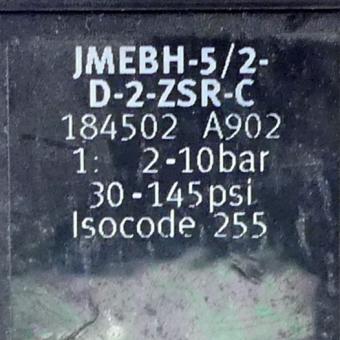 JMEBH-5/2-
D-2-ZSR-C
184502 A902
1: 2-10bar
30-145psi
Isocode 255